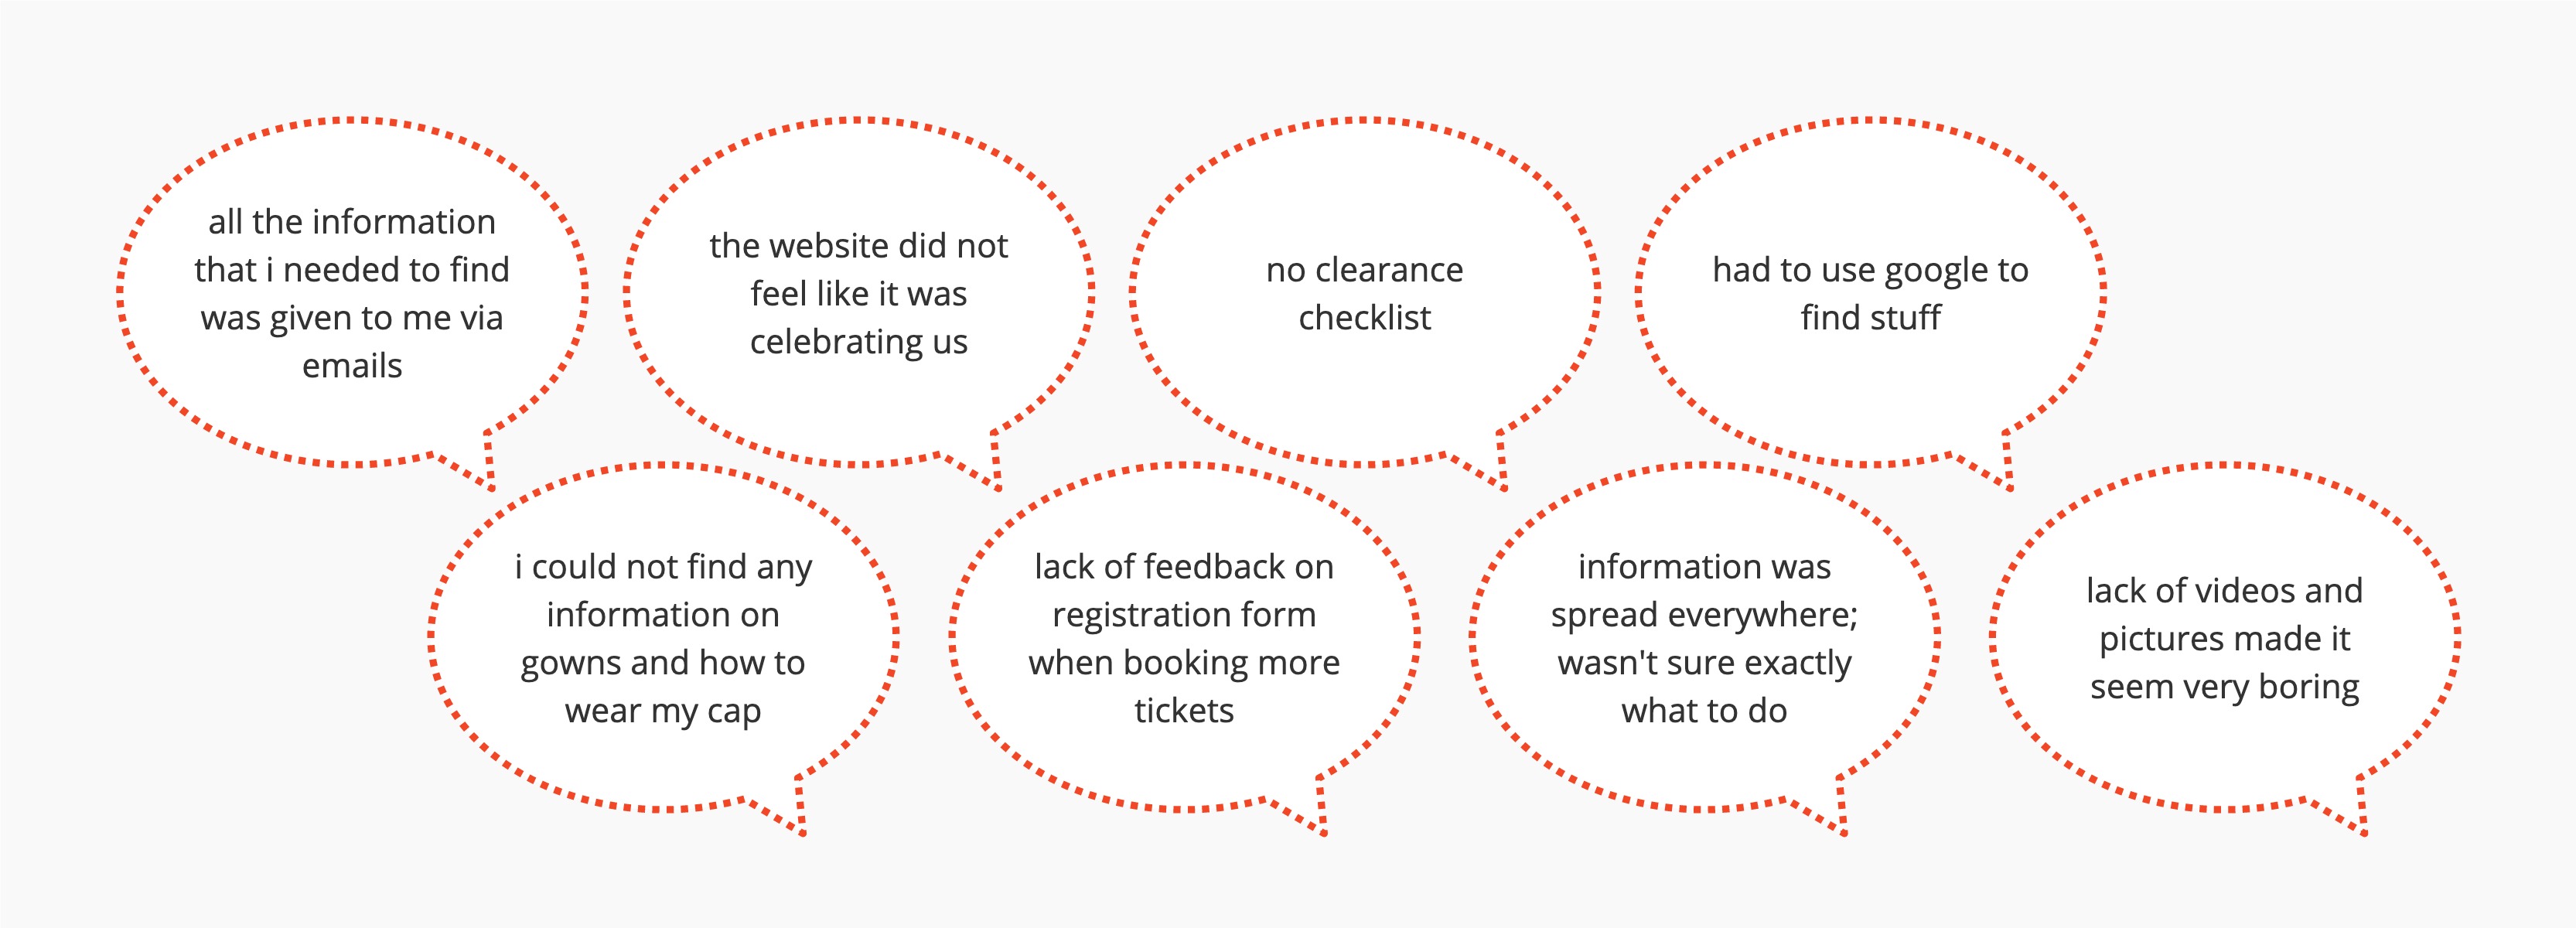 all the information
that i needed to find
was given to me via
emails
the website did not
feel like it was
celebrating us
no clearance
checklist
had to use google to
find stuff
i could not find any
information on
gowns and how to
wear my cap
lack of feedback on
registration form
when booking more
tickets
information was
spread everywhere;
wasn't sure exactly
what to do
lack of videos and
pictures made it
seem very boring